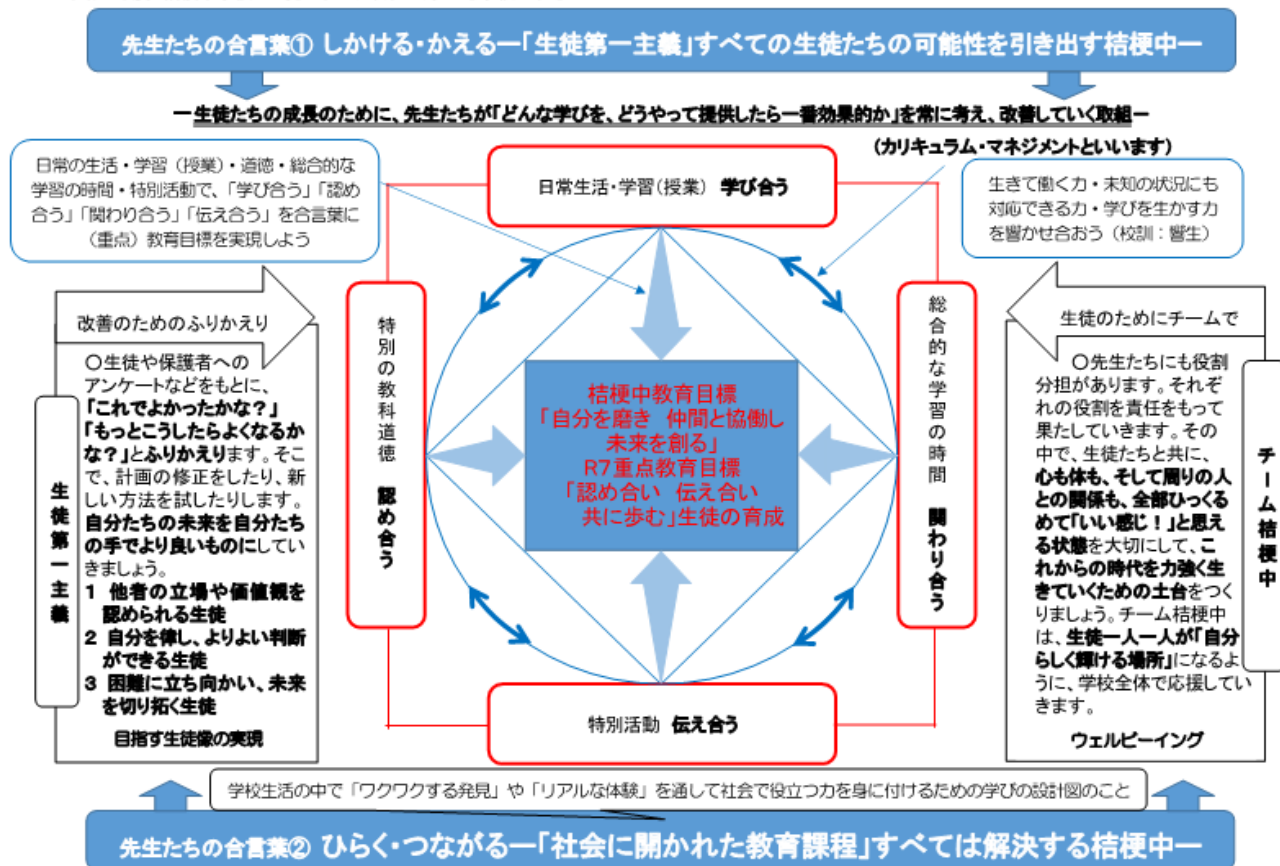 先生たちの合言葉① しかける・かえる―「生徒第一主義」すべての生徒たちの可能性を引き出す桔梗中―
―生徒たちの成長のために、先生たちが「どんな学びを、どうやって提供したら一番効果的か」を常に考え、改善していく取組―
(カリキュラム・マネジメントといいます)
日常の生活・学習（授業）・道徳・総合的な
学習の時間・特別活動で、「学び合う」「認め
合う」「関わり合う」「伝え合う」を合言葉に
（重点）教育目標を実現しよう
日常生活・学習(授業) 学び合う
生きて働く力・未知の状況にも
対応できる力・学びを生かす力
を響かせ合おう（校訓：響生）
改善のためのふりかえり
〇生徒や保護者への
アンケートなどをもとに、
「これでよかったかな？」
「もっとこうしたらよくなるか
な？」とふりかえります。そこ
で、計画の修正をしたり、新
しい方法を試したりします。
自分たちの未来を自分たち
の手でより良いものにしてい
きましょう。
1 他者の立場や価値観を
認められる生徒
2 自分を律し、よりよい判断
ができる生徒
3 困難に立ち向かい、未来
を切り拓く生徒
目指す生徒像の実現
生徒第一主義
特別の教科道徳 認め合う
桔梗中教育目標
「自分を磨き 仲間と協働し
未来を創る」
R7重点教育目標
「認め合い 伝え合い
共に歩む」生徒の育成
総合的な学習の時間 関わり合う
生徒のためにチームで
〇先生たちにも役割
分担があります。それぞ
れの役割を責任をもって
果たしていきます。その
中で、生徒たちと共に、
心も体も、そして周りの人
との関係も、全部ひっくる
めて「いい感じ！」と思え
る状態を大切にして、こ
れからの時代を力強く生
きていくための土台をつく
りましょう。チーム桔梗中
は、生徒一人一人が「自分
らしく輝ける場所」になるよ
うに、学校全体で応援してい
きます。
ウェルビーイング
チーム桔梗中
特別活動 伝え合う
学校生活の中で「ワクワクする発見」や「リアルな体験」を通して社会で役立つ力を身に付けるための学びの設計図のこと
先生たちの合言葉② ひらく・つながる―「社会に開かれた教育課程」すべては解決する桔梗中―